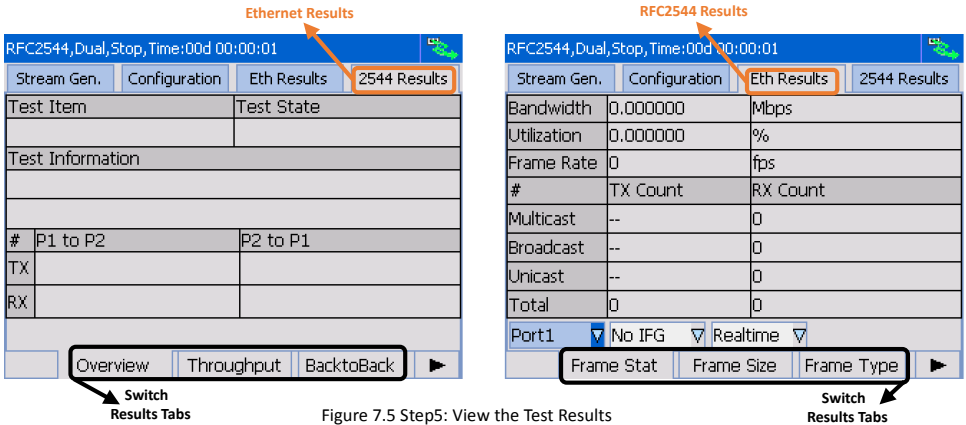 Ethernet Results
RFC2544,Dual,Stop,Time:00d 00:00:01
Stream Gen. Configuration Eth Results 2544 Results
Test Item Test State
Test Information
# P1 to P2 P2 to P1
TX
RX
Overview Throughput BacktoBack
Switch
Results Tabs
RFC2544 Results
RFC2544,Dual,Stop,Time:00d 00:00:01
Stream Gen. Configuration Eth Results 2544 Results
Bandwidth 0.000000 Mbps
Utilization 0.000000 %
Frame Rate 0 fps
# TX Count RX Count
Multicast -- 0
Broadcast -- 0
Unicast -- 0
Total 0 0
Port1 No IFG Realtime
Frame Stat Frame Size Frame Type
Switch
Results Tabs
Figure 7.5 Step5: View the Test Results